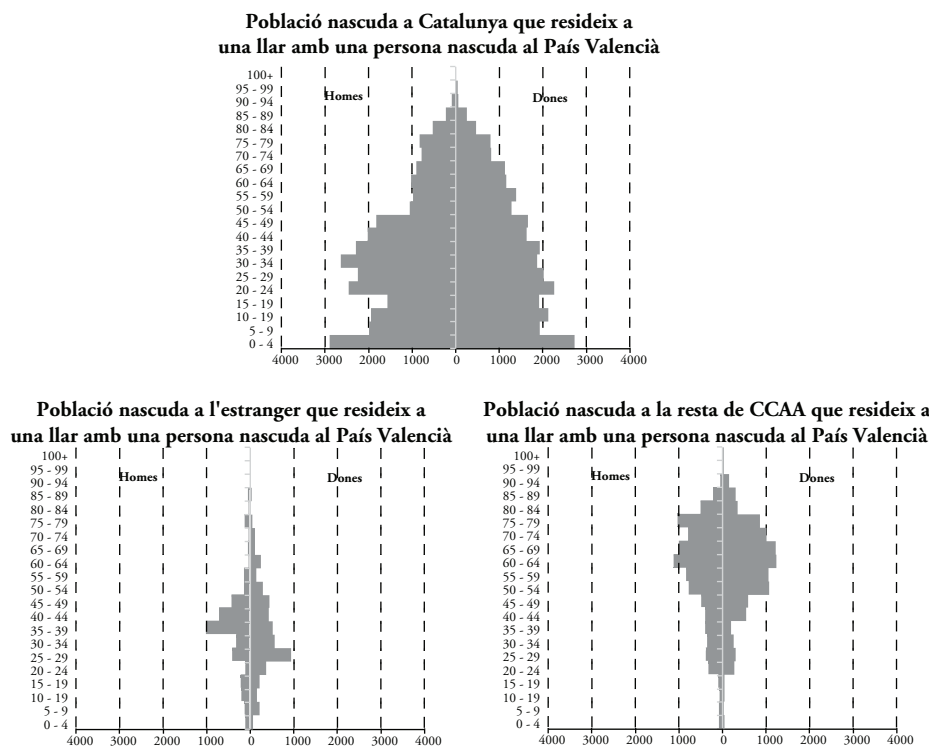 Població nascuda a Catalunya que resideix a
una llar amb una persona nascuda al País Valencià
100+
95 - 99
90 - 94
85 - 89
80 - 84
75 - 79
70 - 74
65 - 69
60 - 64
55 - 59
50 - 54
45 - 49
40 - 44
35 - 39
30 - 34
25 - 29
20 - 24
15 - 19
10 - 19
5 - 9
0 - 4
Homes
Dones
4000 3000 2000 1000 0 1000 2000 3000 4000
Població nascuda a l'estranger que resideix a
una llar amb una persona nascuda al País Valencià
100+
95 - 99
90 - 94
85 - 89
80 - 84
75 - 79
70 - 74
65 - 69
60 - 64
55 - 59
50 - 54
45 - 49
40 - 44
35 - 39
30 - 34
25 - 29
20 - 24
15 - 19
10 - 19
5 - 9
0 - 4
Homes
Dones
4000 3000 2000 1000 0 1000 2000 3000 4000
Població nascuda a la resta de CCAA que resideix a
una llar amb una persona nascuda al País Valencià
100+
95 - 99
90 - 94
85 - 89
80 - 84
75 - 79
70 - 74
65 - 69
60 - 64
55 - 59
50 - 54
45 - 49
40 - 44
35 - 39
30 - 34
25 - 29
20 - 24
15 - 19
10 - 19
5 - 9
0 - 4
Homes
Dones
4000 3000 2000 1000 0 1000 2000 3000 4000